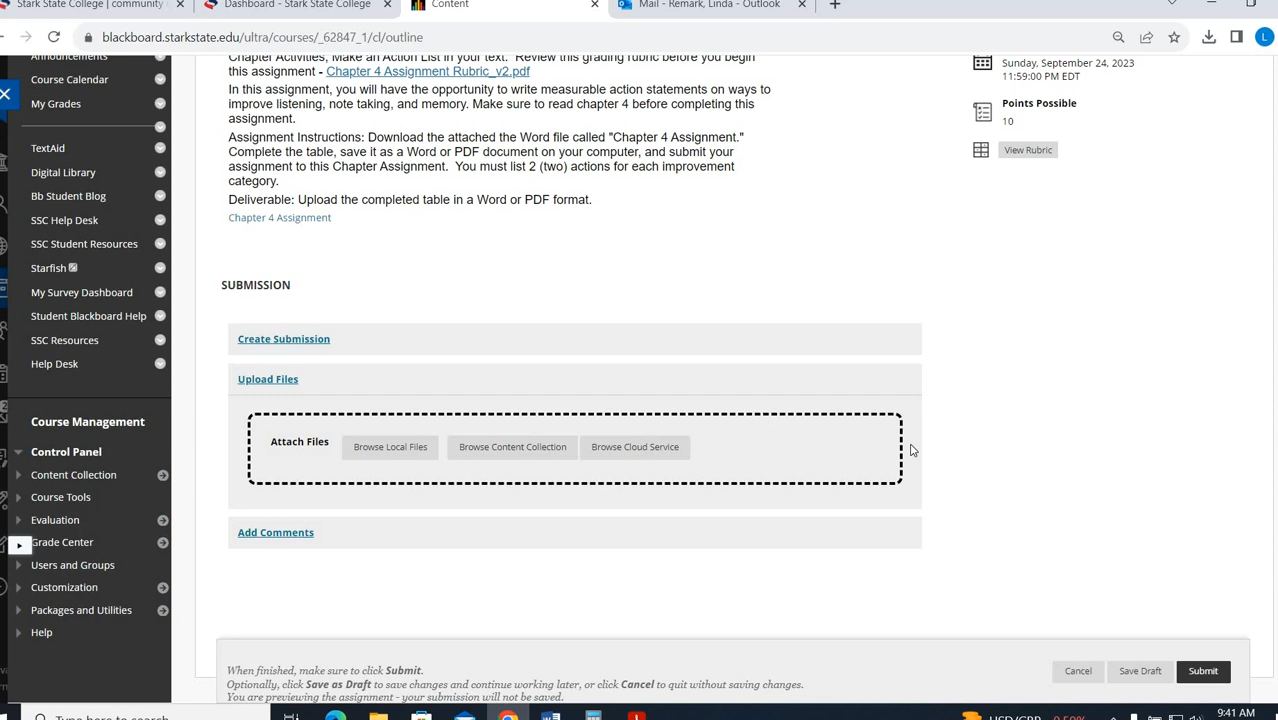 Stark State College | community
Dashboard - Stark State College
Content
Mail - Remark, Linda - Outlook
blackboard.starkstate.edu/ultra/courses/_62847_1/cl/outline
L
Announcements
Course Calendar
My Grades
TextAid
Digital Library
Bb Student Blog
SSC Help Desk
SSC Student Resources
Starfish
My Survey Dashboard
Student Blackboard Help
SSC Resources
Help Desk
Course Management
Control Panel
Content Collection
Course Tools
Evaluation
Grade Center
Users and Groups
Customization
Packages and Utilities
Help
Chapter Activities, Make an Action List in your text. Review this grading rubric before you begin
this assignment - Chapter 4 Assignment Rubric_v2.pdf
In this assignment, you will have the opportunity to write measurable action statements on ways to
improve listening, note taking, and memory. Make sure to read chapter 4 before completing this
assignment.
Assignment Instructions: Download the attached the Word file called "Chapter 4 Assignment."
Complete the table, save it as a Word or PDF document on your computer, and submit your
assignment to this Chapter Assignment. You must list 2 (two) actions for each improvement
category.
Deliverable: Upload the completed table in a Word or PDF format.
Chapter 4 Assignment
Sunday, September 24, 2023
11:59:00 PM EDT
Points Possible
10
View Rubric
SUBMISSION
Create Submission
Upload Files
Attach Files
Browse Local Files
Browse Content Collection
Browse Cloud Service
Add Comments
When finished, make sure to click Submit.
Optionally, click Save as Draft to save changes and continue working later, or click Cancel to quit without saving changes.
You are previewing the assignment - your submission will not be saved.
Cancel
Save Draft
Submit
Type here to search
USD/GBP
9:41 AM